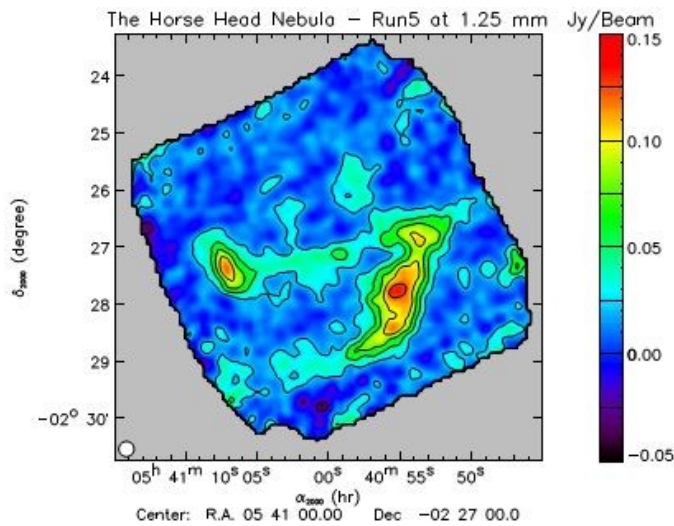 The Horse Head Nebula – Run5 at 1.25 mm Jy/Beam
0.15
24
25
0.10
26
27
0.05
δ₂₀₀₀ (degree)
28
0.00
29
−02° 30'
−0.05
05ʰ 41ᵐ 10ˢ 05ˢ 00ˢ 40ᵐ 55ˢ 50ˢ
α₂₀₀₀ (hr)
Center: R.A. 05 41 00.00 Dec −02 27 00.0